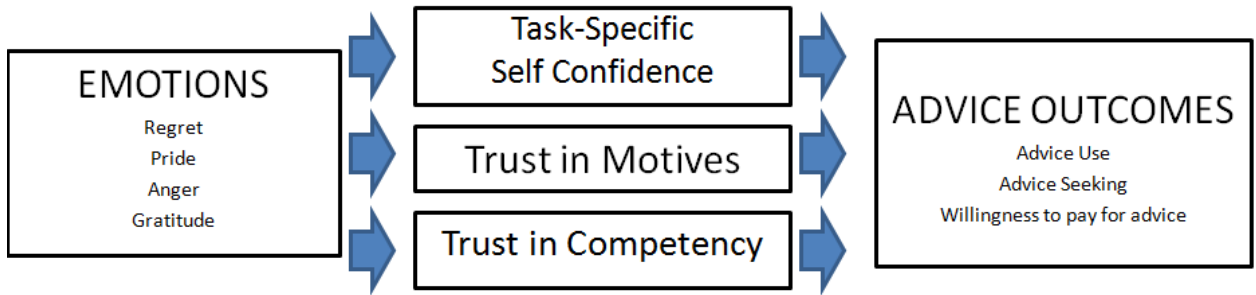 EMOTIONS
Regret
Pride
Anger
Gratitude
Task-Specific
Self Confidence
Trust in Motives
Trust in Competency
ADVICE OUTCOMES
Advice Use
Advice Seeking
Willingness to pay for advice